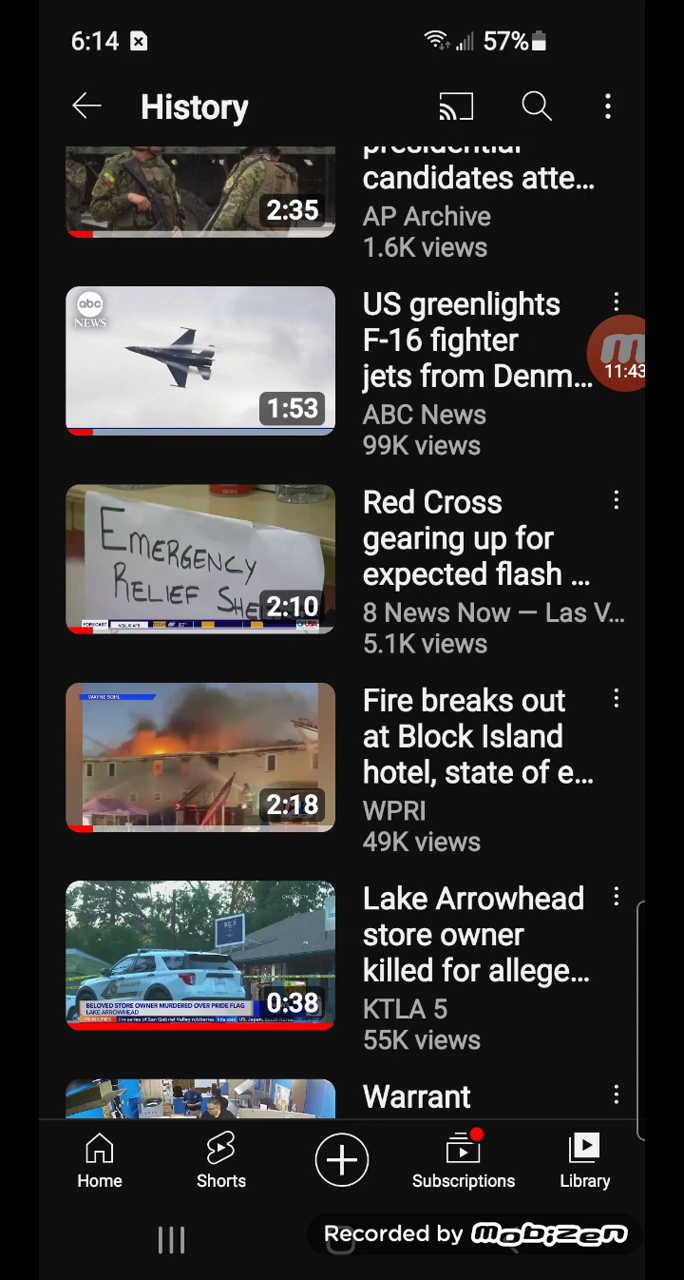 6:14
57%
History
presidential
candidates atte...
2:35
AP Archive
1.6K views
abc
NEWS
US greenlights
F-16 fighter
jets from Denm...
11:43
1:53
ABC News
99K views
EMERGENCY
RELIEF
2:10
FORECAST
Red Cross
gearing up for
expected flash ...
8 News Now — Las V...
5.1K views
WAYNE SOHL
2:18
Fire breaks out
at Block Island
hotel, state of e...
WPRI
49K views
Lake Arrowhead
store owner
killed for allege...
0:38
BELOVED STORE OWNER MURDERED OVER PRIDE FLAG
LAKE ARROWHEAD
KTLA 5
55K views
Warrant
Home
Shorts
Subscriptions
Library
Recorded by mobizen